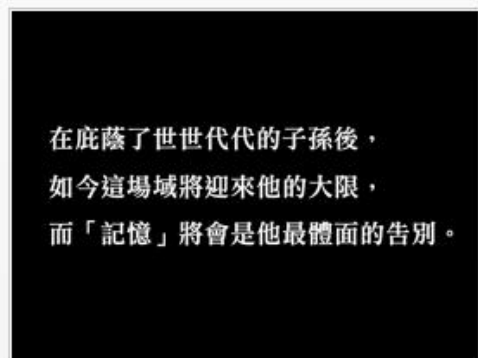 在庇蔭了世世代代的子孫後，
如今這場域將迎來他的大限，
而「記憶」將會是他最體面的告別。